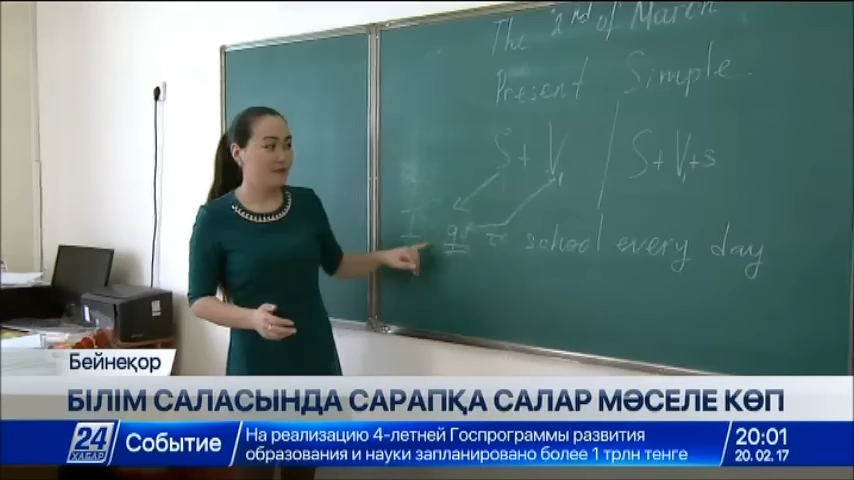 The 2nd of March
Present Simple
S + V / S + V₁ + s
I go to school every day
Бейнеқор
БІЛІМ САЛАСЫНДА САРАПҚА САЛАР МӘСЕЛЕ КӨП
24 ХАБАР
Событие
На реализацию 4-летней Госпрограммы развития
образования и науки запланировано более 1 трлн тенге
20:01
20. 02. 17